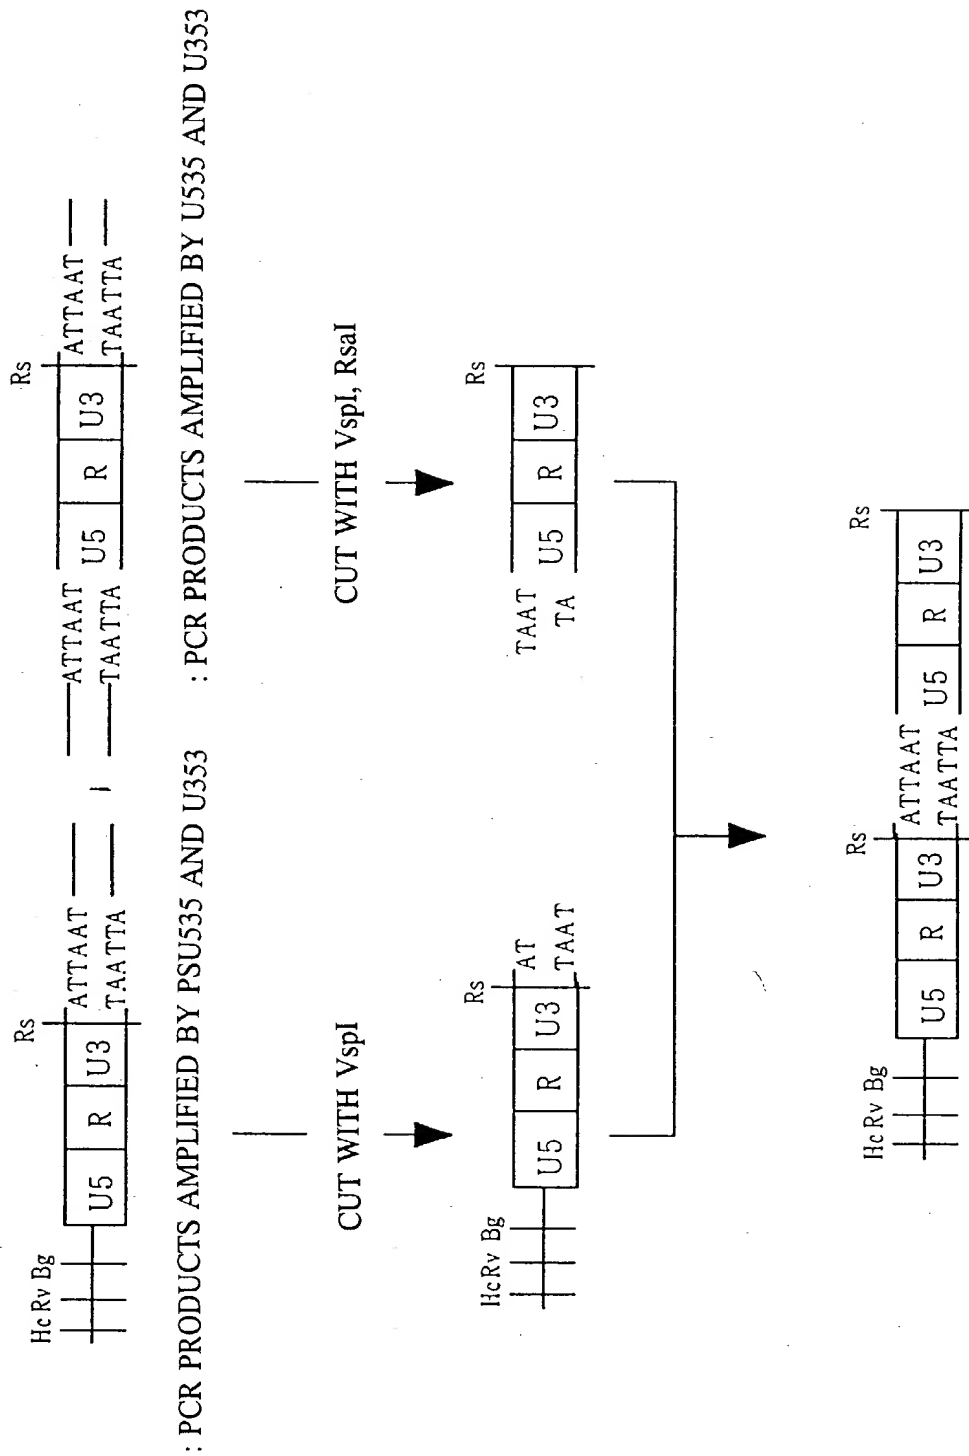 Hc Rv Bg
Rs
U5 R U3
ATTAAT
TAATTA
ATTAAT
TAATTA
Rs
U5 R U3
ATTAAT
TAATTA
: PCR PRODUCTS AMPLIFIED BY PSU535 AND U353
: PCR PRODUCTS AMPLIFIED BY U535 AND U353
CUT WITH VspI
CUT WITH VspI, RsaI
Hc Rv Bg
Rs
U5 R U3
AT
TAAT
TAAT
TA
Rs
U5 R U3
Hc Rv Bg
Rs
U5 R U3
ATTAAT
TAATTA
Rs
U5 R U3